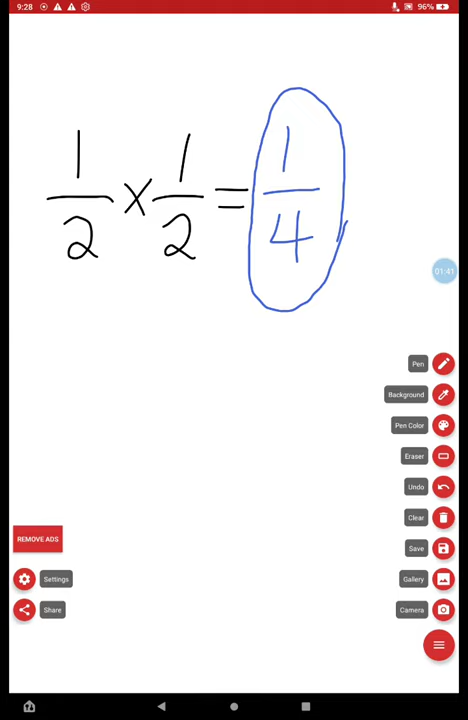 9:28
96%
1/2 x 1/2 = 1/4
01:41
Pen
Background
Pen Color
Eraser
Undo
Clear
REMOVE ADS
Save
Settings
Gallery
Share
Camera